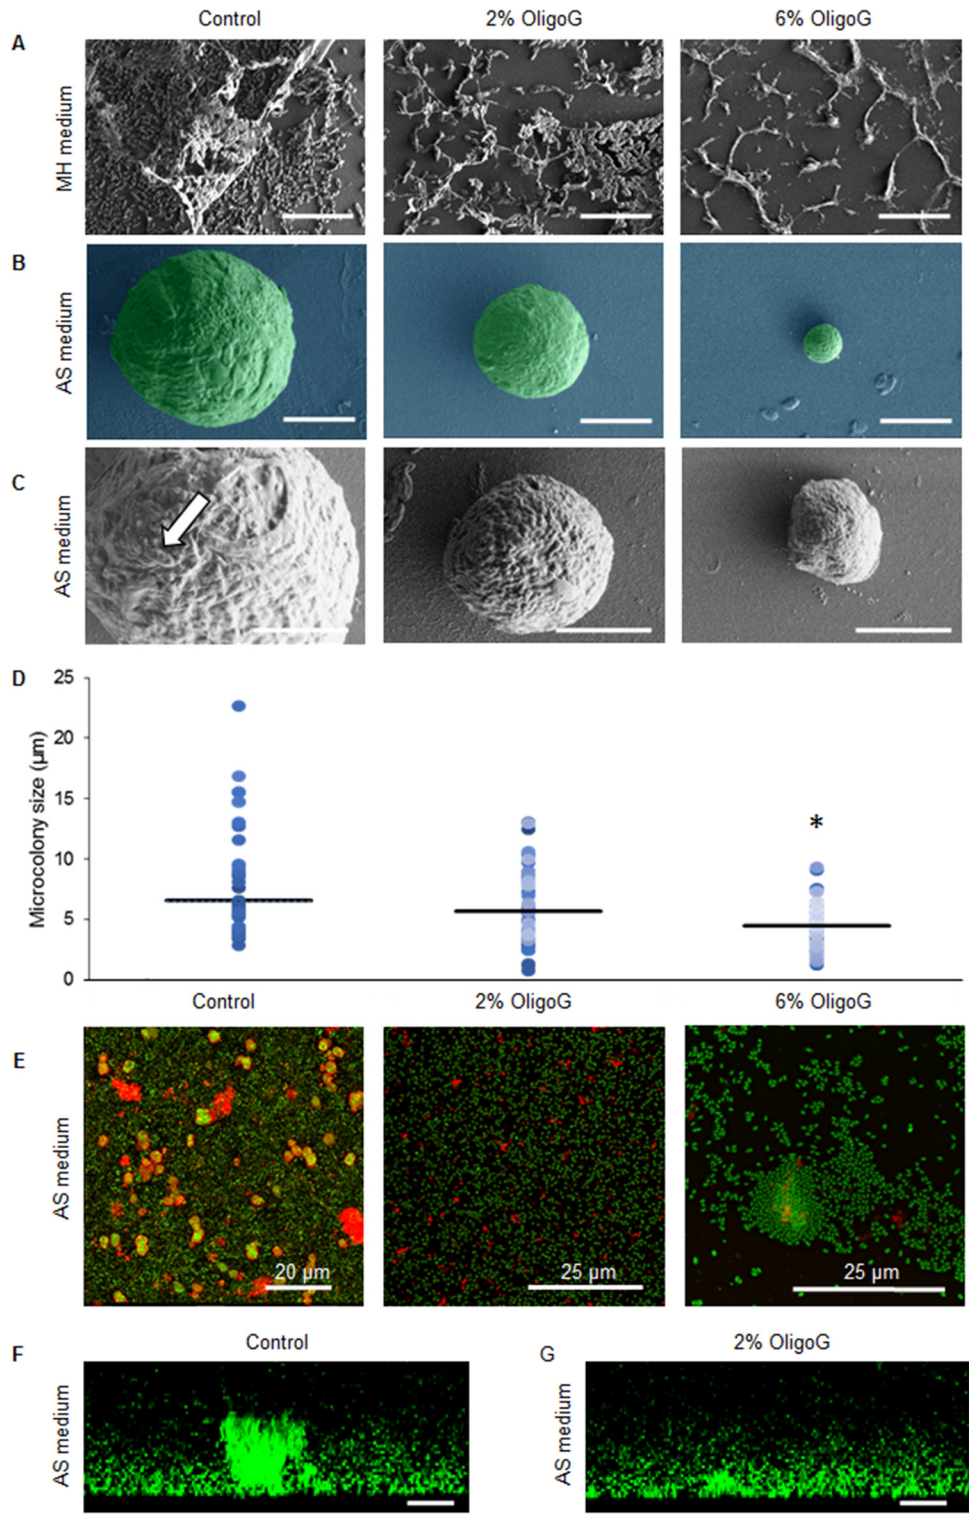 Control 2% OligoG 6% OligoG
A
MH medium
B
AS medium
C
AS medium
D
Microcolony size (µm)
25
20
15
10
5
0
*
Control 2% OligoG 6% OligoG
E
AS medium
20 µm 25 µm 25 µm
Control 2% OligoG
F G
AS medium AS medium